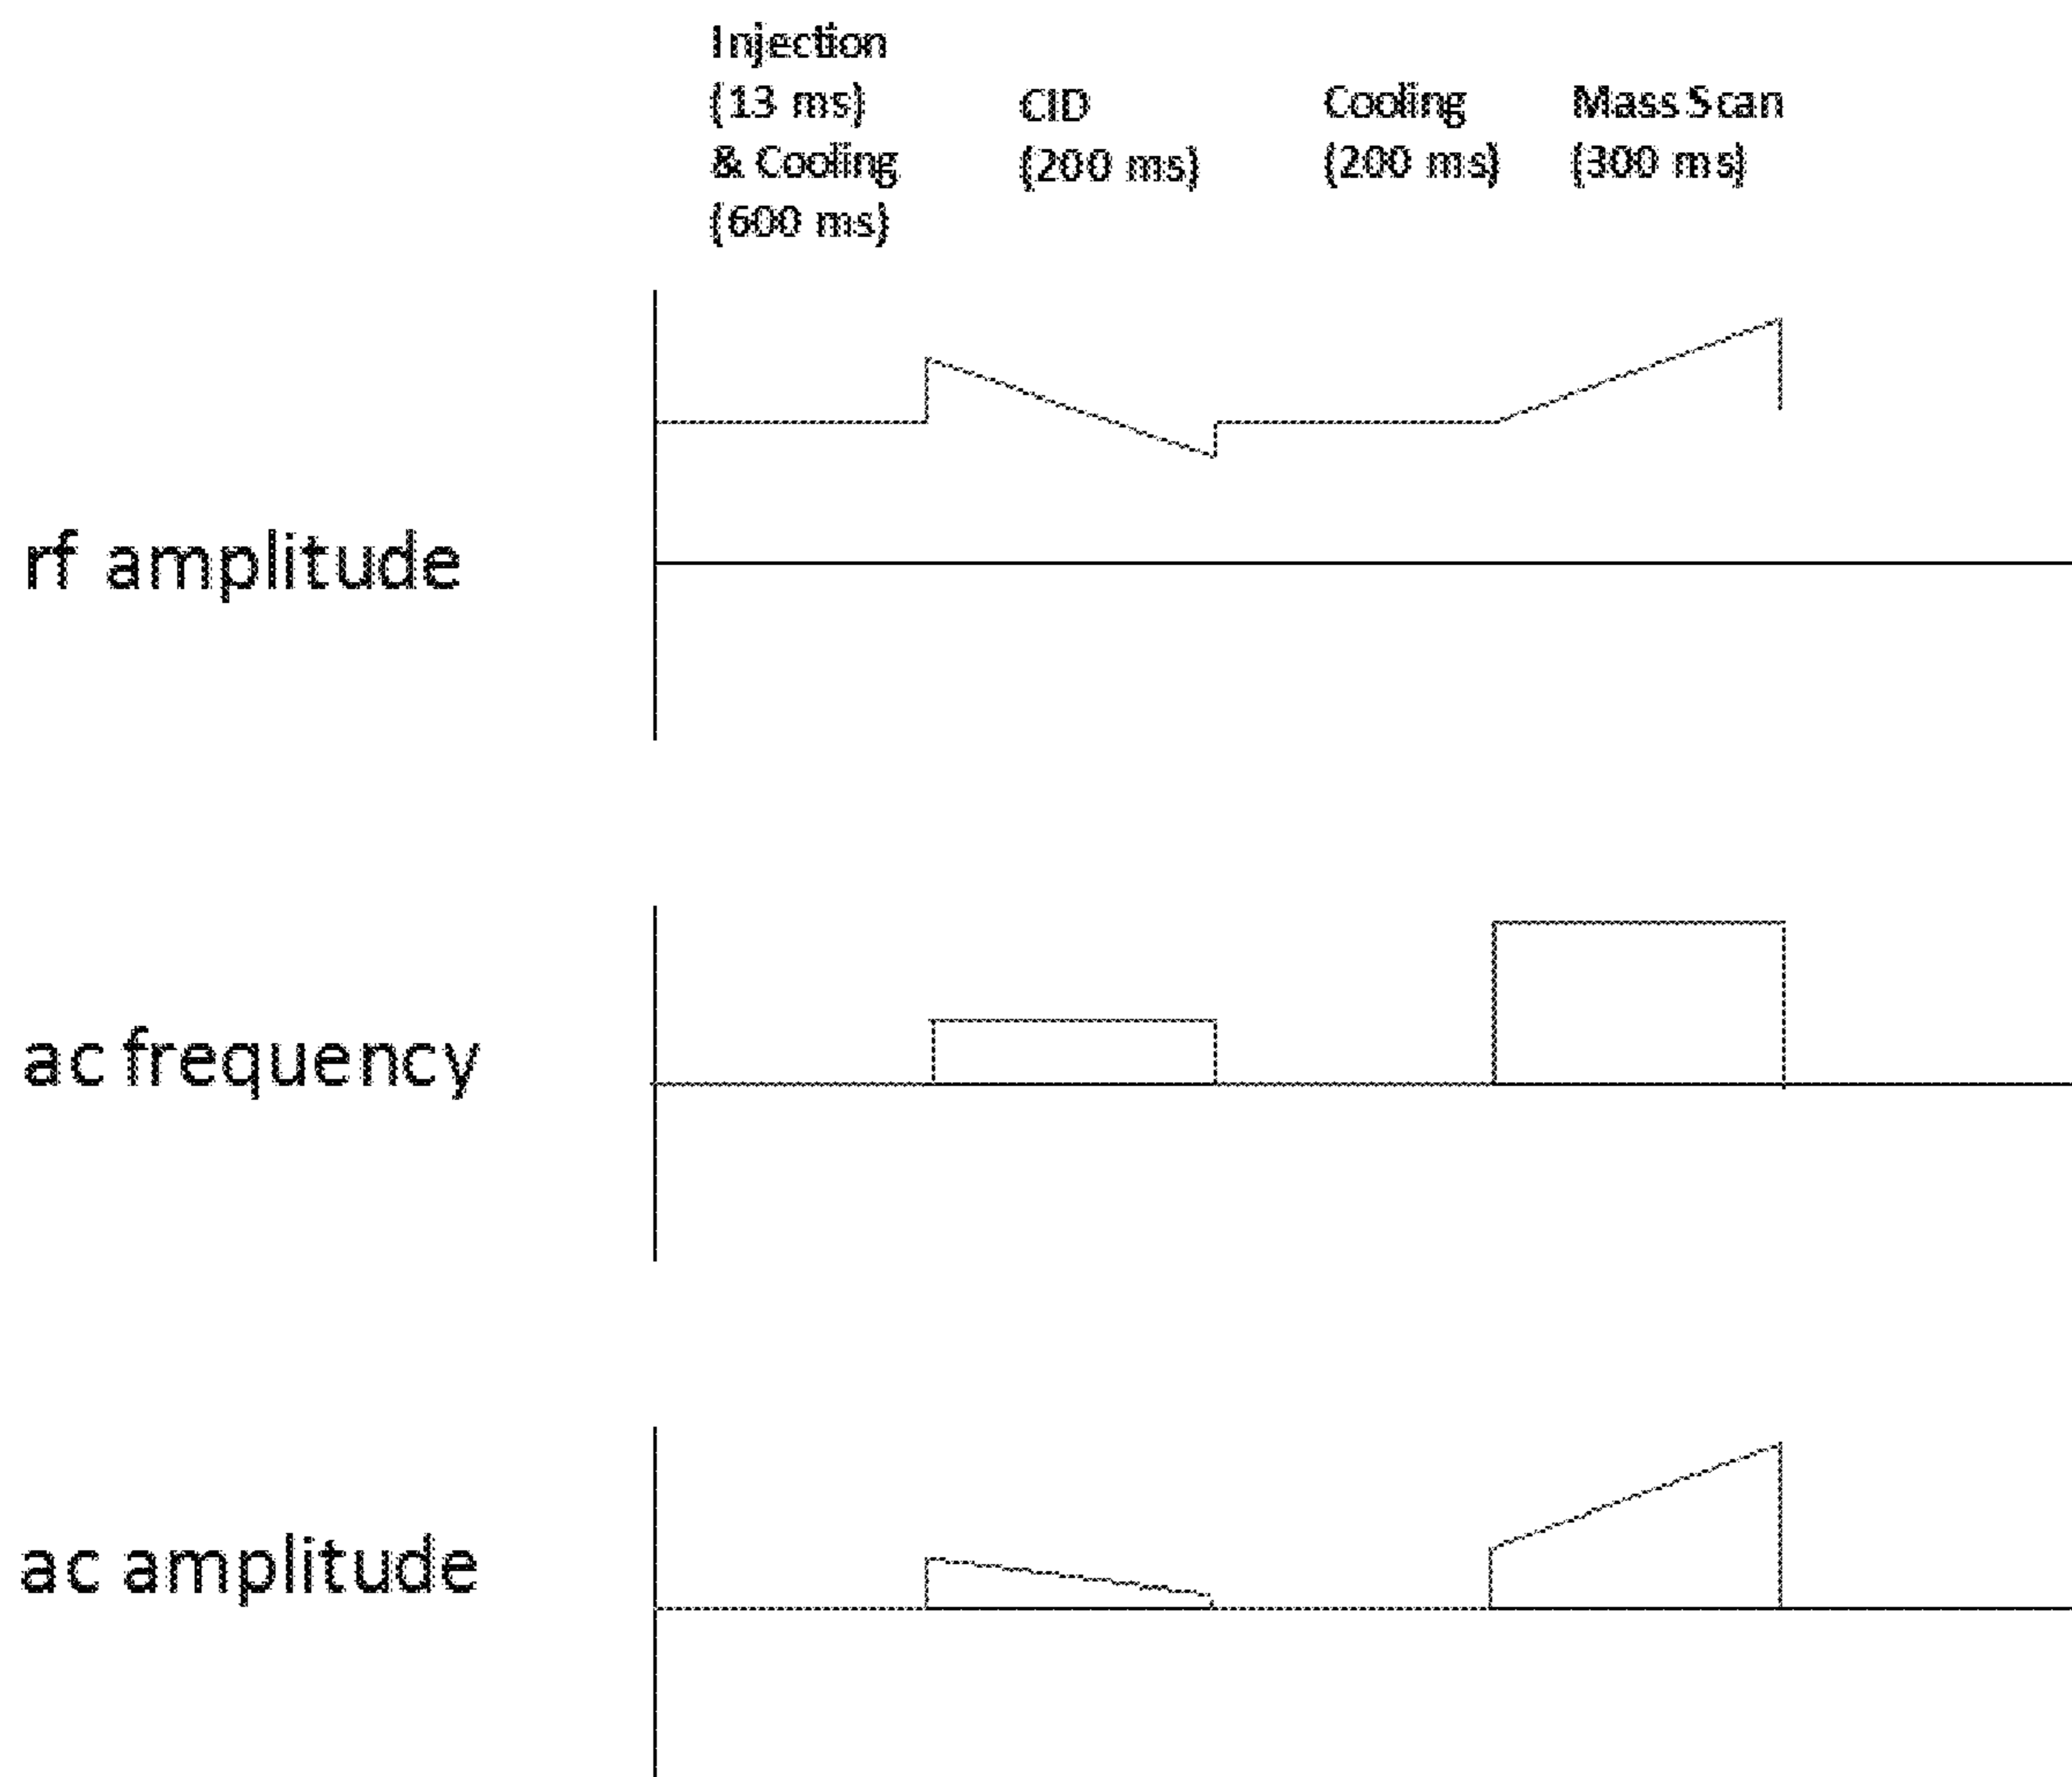 Injection
(13 ms)
& Cooling
(600 ms)
CID
(200 ms)
Cooling
(200 ms)
Mass Scan
(300 ms)
rf amplitude
ac frequency
ac amplitude